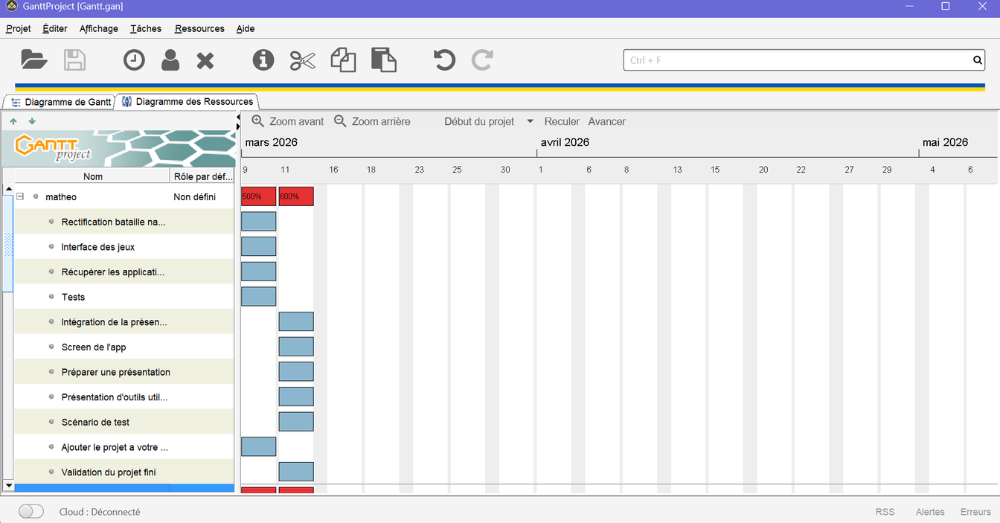 GanttProject [Gantt.gan]
Projet Éditer Affichage Tâches Ressources Aide
Ctrl + F
Diagramme de Gantt Diagramme des Ressources
Zoom avant Zoom arrière Début du projet Reculer Avancer
GANTT
project
mars 2026 avril 2026 mai 2026
Nom Rôle par déf...
9 11 16 18 23 25 30 1 6 8 13 15 20 22 27 29 4 6
matheo Non défini 500% 600%
Rectification bataille na...
Interface des jeux
Récupérer les applicati...
Tests
Intégration de la présen...
Screen de l'app
Préparer une présentation
Présentation d'outils util...
Scénario de test
Ajouter le projet a votre ...
Validation du projet fini
Cloud : Déconnecté RSS Alertes Erreurs